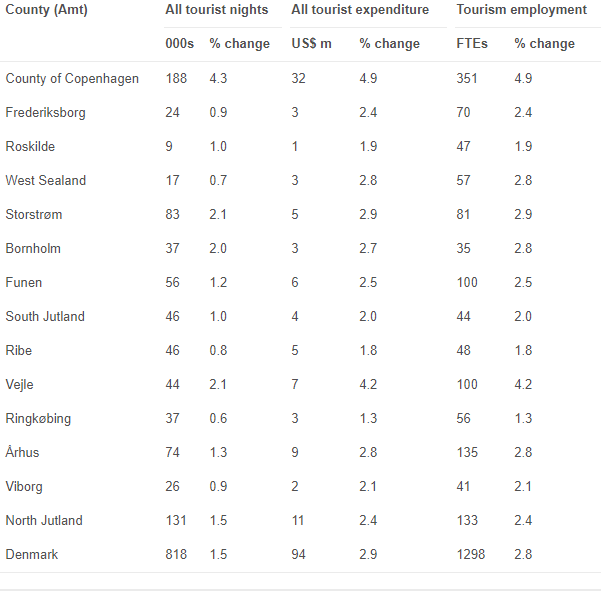 County (Amt) All tourist nights All tourist expenditure Tourism employment
000s % change US$ m % change FTEs % change
County of Copenhagen 188 4.3 32 4.9 351 4.9
Frederiksborg 24 0.9 3 2.4 70 2.4
Roskilde 9 1.0 1 1.9 47 1.9
West Sealand 17 0.7 3 2.8 57 2.8
Storstrøm 83 2.1 5 2.9 81 2.9
Bornholm 37 2.0 3 2.7 35 2.8
Funen 56 1.2 6 2.5 100 2.5
South Jutland 46 1.0 4 2.0 44 2.0
Ribe 46 0.8 5 1.8 48 1.8
Vejle 44 2.1 7 4.2 100 4.2
Ringkøbing 37 0.6 3 1.3 56 1.3
Århus 74 1.3 9 2.8 135 2.8
Viborg 26 0.9 2 2.1 41 2.1
North Jutland 131 1.5 11 2.4 133 2.4
Denmark 818 1.5 94 2.9 1298 2.8